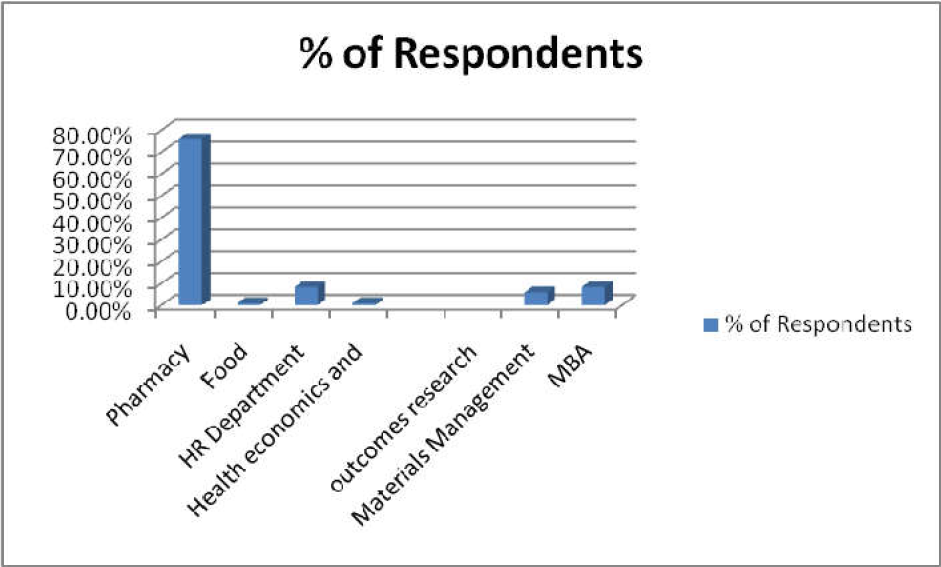 % of Respondents
80.00%
70.00%
60.00%
50.00%
40.00%
30.00%
20.00%
10.00%
0.00%
Pharmacy
Food
HR Department
Health economics and
outcomes research
Materials Management
MBA
% of Respondents